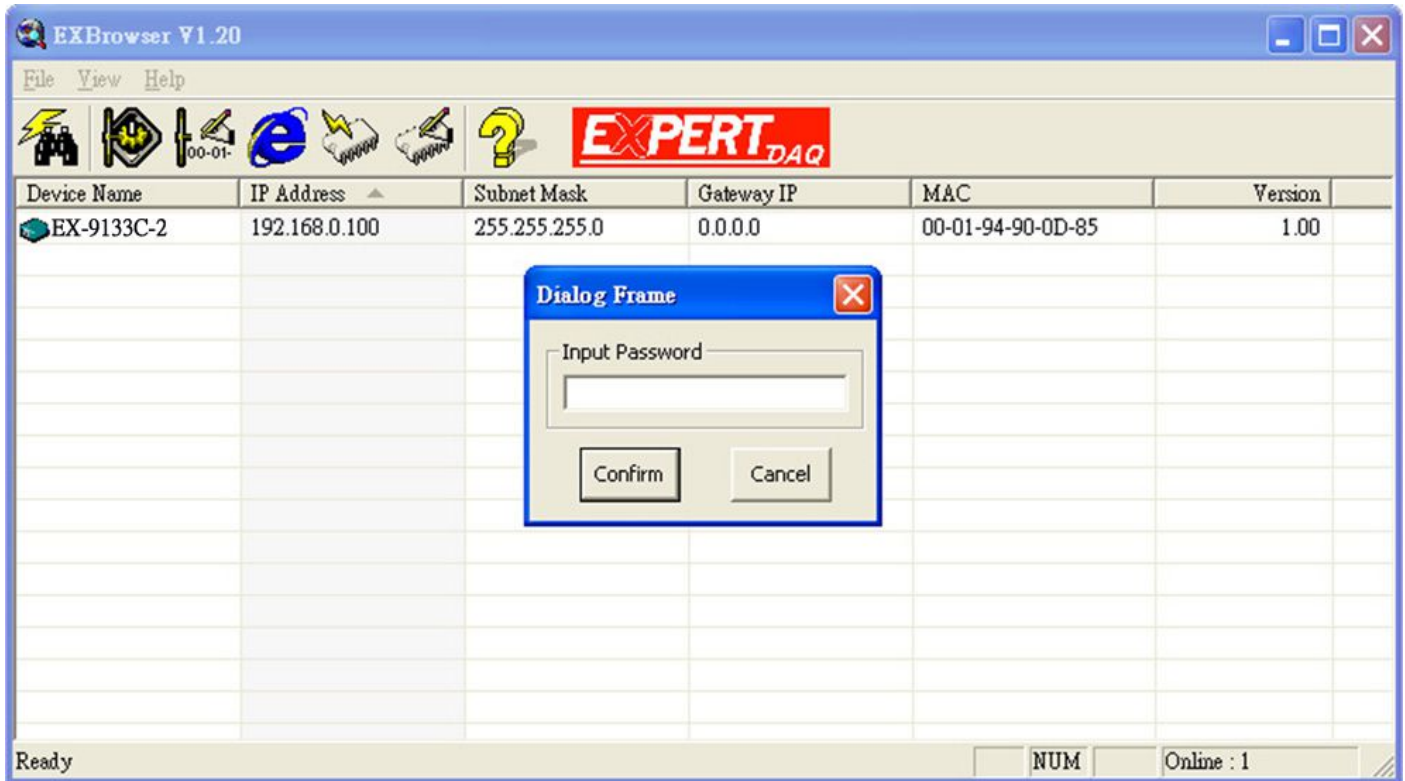 EXBrowser V1.20
File View Help
00-01-
EXPERT DAQ
Device Name IP Address Subnet Mask Gateway IP MAC Version
EX-9133C-2 192.168.0.100 255.255.255.0 0.0.0.0 00-01-94-90-0D-85 1.00
Dialog Frame
Input Password
Confirm Cancel
Ready NUM Online : 1